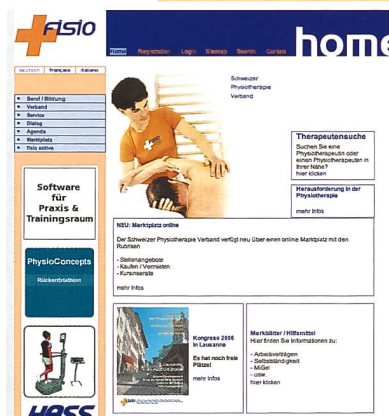 fisio
home
Home Registration Login Sitemap Search Contact
deutsch français italiano
Schweizer
Physiotherapie
Verband
Beruf / Bildung
Verband
Service
Dialog
Agenda
Marktplatz
fisio active
Therapeutensuche
Suchen Sie eine
Physiotherapeutin oder
einen Physiotherapeuten in
Ihrer Nähe?
hier klicken
Herausforderung in der
Physiotherapie
mehr Infos
Software
für
Praxis &
Trainingsraum
NEU: Marktplatz online
Der Schweizer Physiotherapie Verband verfügt neu über einen online Marktplatz mit den
Rubriken
- Stellenangebote
- Kaufen / Vermieten
- Kursinserate
mehr Infos
PhysioConcepts
Rückentriathlon
Kongress 2006
in Lausanne
Es hat noch freie
Plätze!
mehr Infos
Merkblätter / Hilfsmittel
Hier finden Sie Informationen zu:
- Arbeitsverträgen
- Selbständigkeit
- MiGel
- usw.
hier klicken